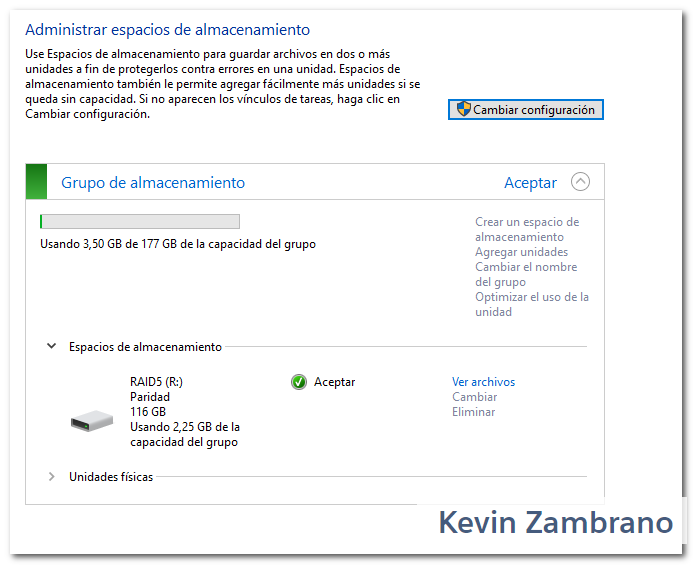 Administrar espacios de almacenamiento
Use Espacios de almacenamiento para guardar archivos en dos o más
unidades a fin de protegerlos contra errores en una unidad. Espacios de
almacenamiento también le permite agregar fácilmente más unidades si se
queda sin capacidad. Si no aparecen los vínculos de tareas, haga clic en
Cambiar configuración.
Cambiar configuración
Grupo de almacenamiento
Aceptar
Usando 3,50 GB de 177 GB de la capacidad del grupo
Crear un espacio de
almacenamiento
Agregar unidades
Cambiar el nombre
del grupo
Optimizar el uso de la
unidad
Espacios de almacenamiento
RAID5 (R:)
Paridad
116 GB
Usando 2,25 GB de la
capacidad del grupo
Aceptar
Ver archivos
Cambiar
Eliminar
Unidades físicas
Kevin Zambrano